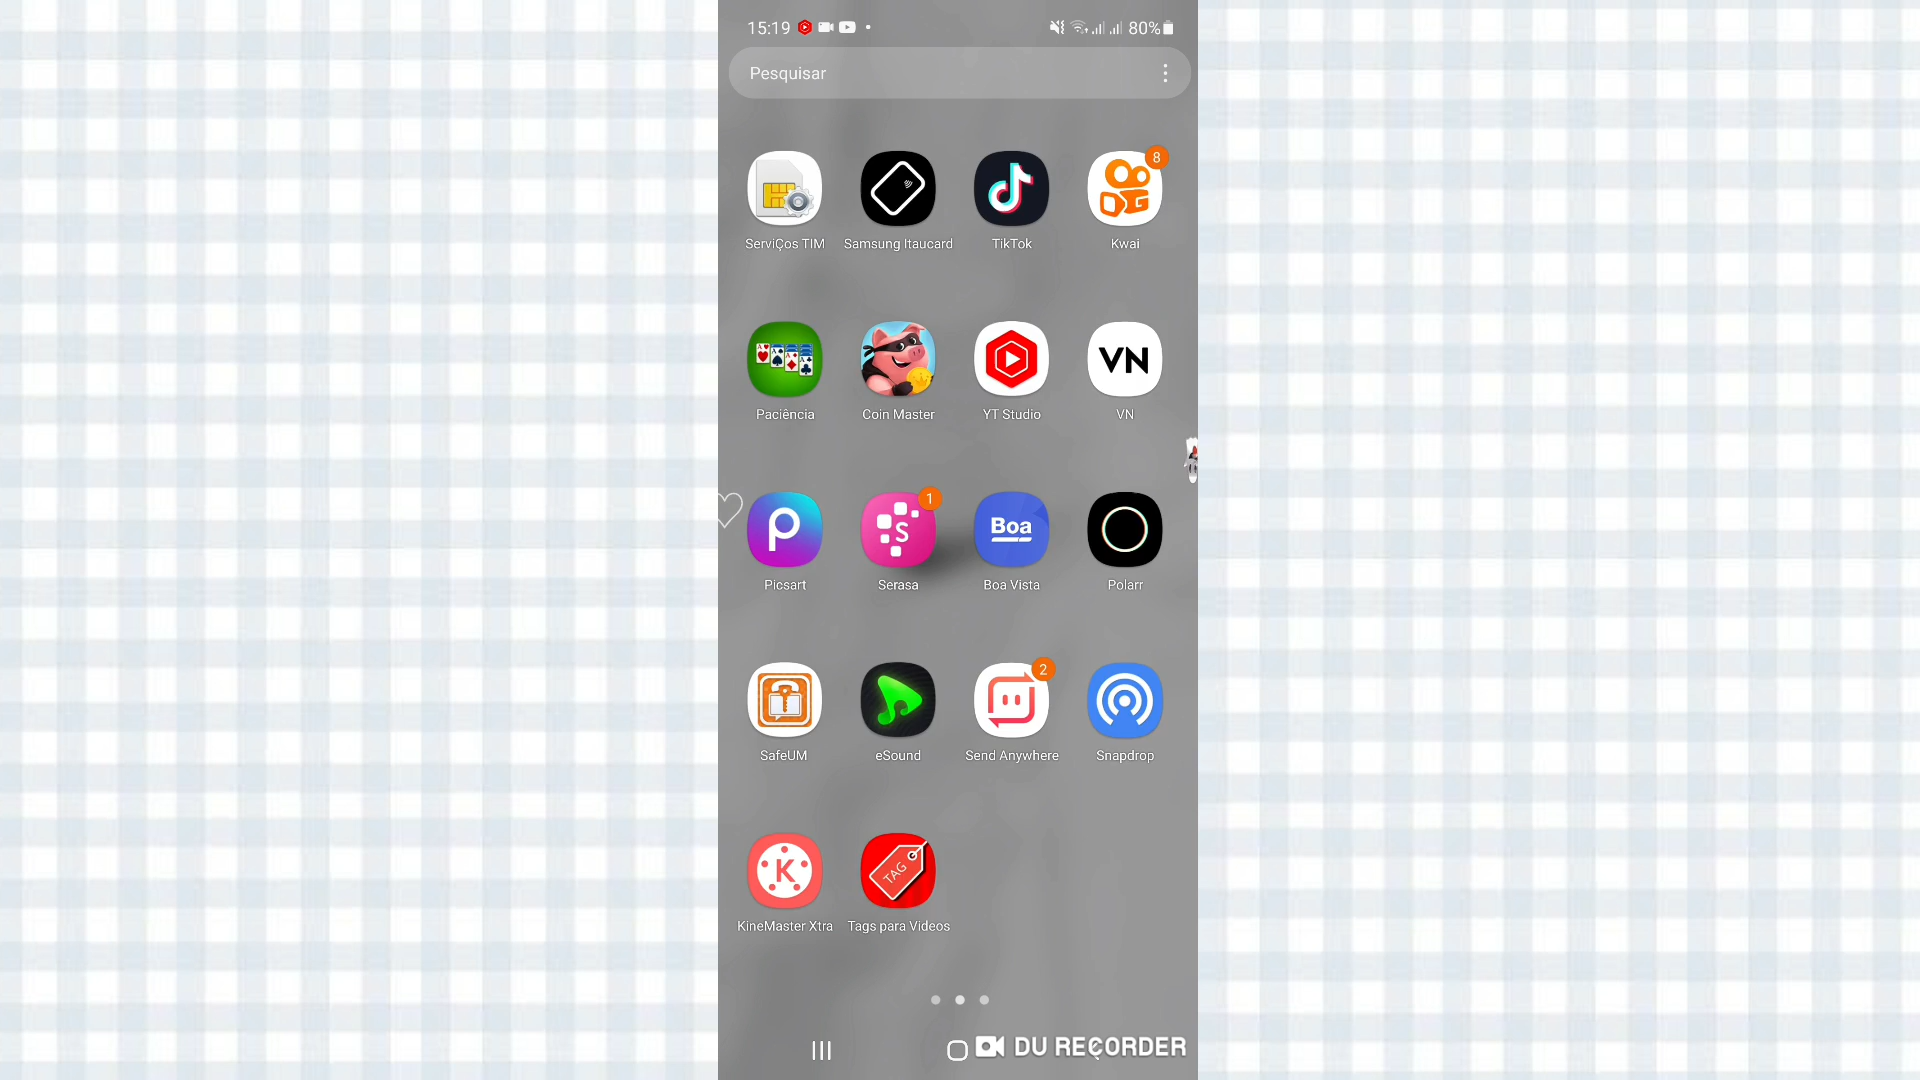 15:19
80%
Pesquisar
8
ServiÇos TIM Samsung Itaucard TikTok Kwai
VN
Paciência Coin Master YT Studio VN
1
S Boa
Picsart Serasa Boa Vista Polarr
2
SafeUM eSound Send Anywhere Snapdrop
K TAG
KineMaster Xtra Tags para Videos
DU RECORDER